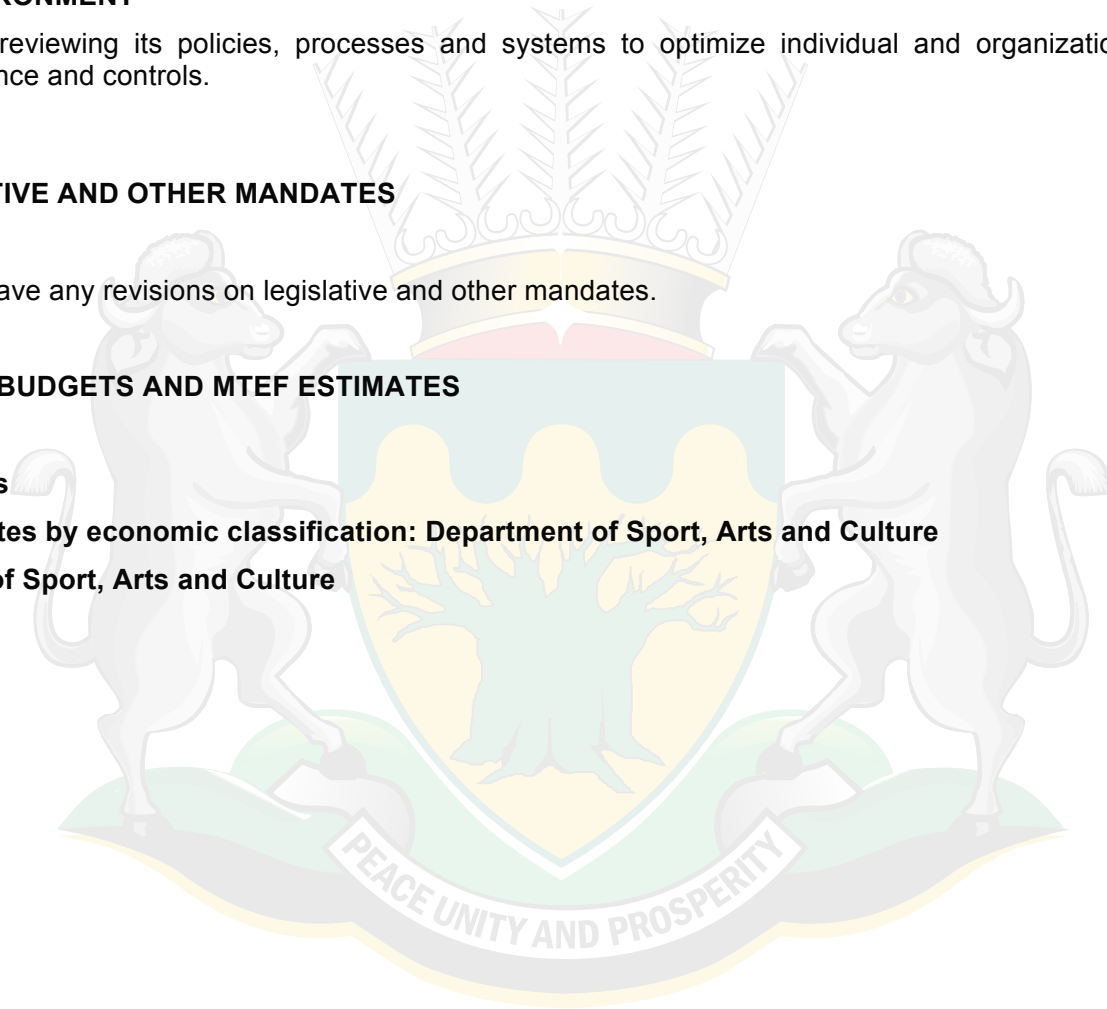 RONMENT
reviewing its policies, processes and systems to optimize individual and organizatio
nce and controls.
TIVE AND OTHER MANDATES
ave any revisions on legislative and other mandates.
BUDGETS AND MTEF ESTIMATES
s
tes by economic classification: Department of Sport, Arts and Culture
of Sport, Arts and Culture
PEACE UNITY AND PROSPERITY